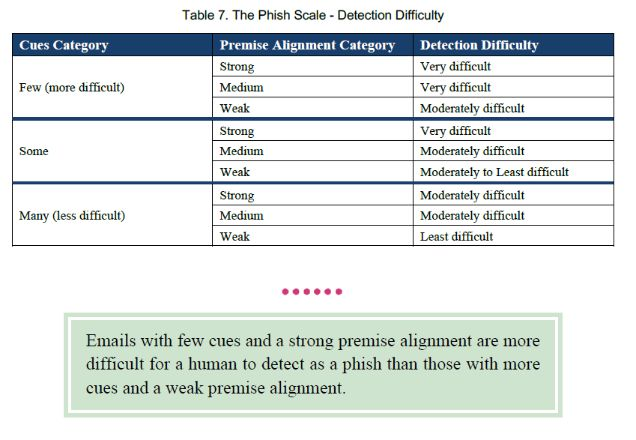 Table 7. The Phish Scale - Detection Difficulty
Cues Category Premise Alignment Category Detection Difficulty
Few (more difficult) Strong Very difficult
Medium Very difficult
Weak Moderately difficult
Some Strong Very difficult
Medium Moderately difficult
Weak Moderately to Least difficult
Many (less difficult) Strong Moderately difficult
Medium Moderately difficult
Weak Least difficult
Emails with few cues and a strong premise alignment are more
difficult for a human to detect as a phish than those with more
cues and a weak premise alignment.